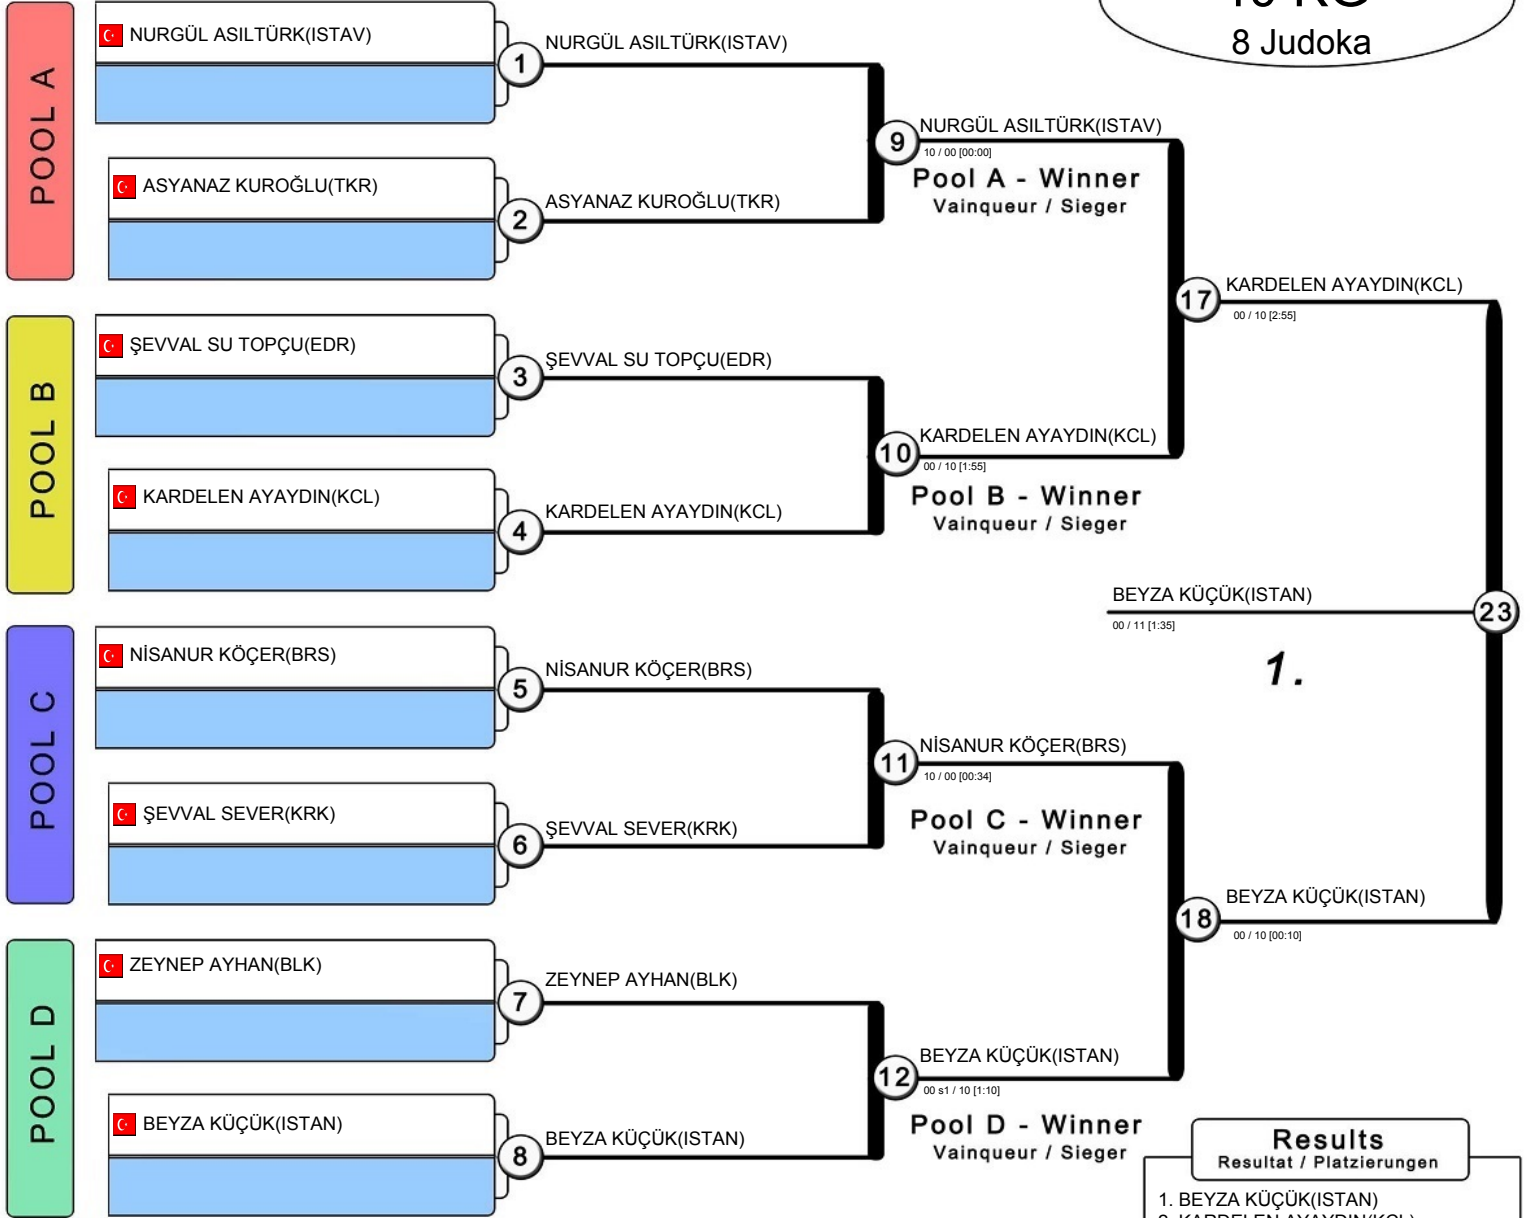 KG
8 Judoka
POOL A
NURGÜL ASILTÜRK(ISTAV)
1
NURGÜL ASILTÜRK(ISTAV)
ASYANAZ KUROĞLU(TKR)
2
ASYANAZ KUROĞLU(TKR)
9
NURGÜL ASILTÜRK(ISTAV)
10 / 00 [00:00]
Pool A - Winner
Vainqueur / Sieger
POOL B
ŞEVVAL SU TOPÇU(EDR)
3
ŞEVVAL SU TOPÇU(EDR)
KARDELEN AYAYDIN(KCL)
4
KARDELEN AYAYDIN(KCL)
10
KARDELEN AYAYDIN(KCL)
00 / 10 [1:55]
Pool B - Winner
Vainqueur / Sieger
17
KARDELEN AYAYDIN(KCL)
00 / 10 [2:55]
POOL C
NİSANUR KÖÇER(BRS)
5
NİSANUR KÖÇER(BRS)
ŞEVVAL SEVER(KRK)
6
ŞEVVAL SEVER(KRK)
11
NİSANUR KÖÇER(BRS)
10 / 00 [00:34]
Pool C - Winner
Vainqueur / Sieger
POOL D
ZEYNEP AYHAN(BLK)
7
ZEYNEP AYHAN(BLK)
BEYZA KÜÇÜK(ISTAN)
8
BEYZA KÜÇÜK(ISTAN)
12
BEYZA KÜÇÜK(ISTAN)
00 s1 / 10 [1:10]
Pool D - Winner
Vainqueur / Sieger
18
BEYZA KÜÇÜK(ISTAN)
00 / 10 [00:10]
BEYZA KÜÇÜK(ISTAN)
23
00 / 11 [1:35]
1.
Results
Resultat / Platzierungen
1. BEYZA KÜÇÜK(ISTAN)
2. KARDELEN AYAYDIN(KCL)